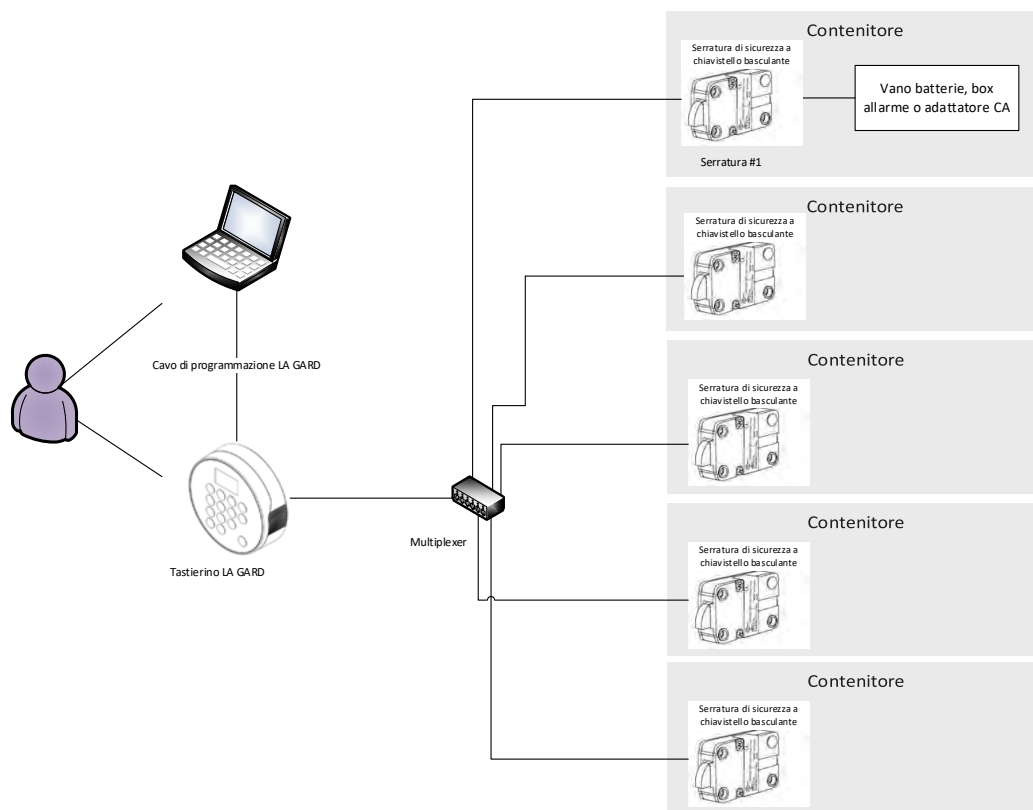 Contenitore
Serratura di sicurezza a
chiavistello basculante
Vano batterie, box
allarme o adattatore CA
Serratura #1
Contenitore
Serratura di sicurezza a
chiavistello basculante
Cavo di programmazione LA GARD
Contenitore
Serratura di sicurezza a
chiavistello basculante
Multiplexer
Tastierino LA GARD
Contenitore
Serratura di sicurezza a
chiavistello basculante
Contenitore
Serratura di sicurezza a
chiavistello basculante